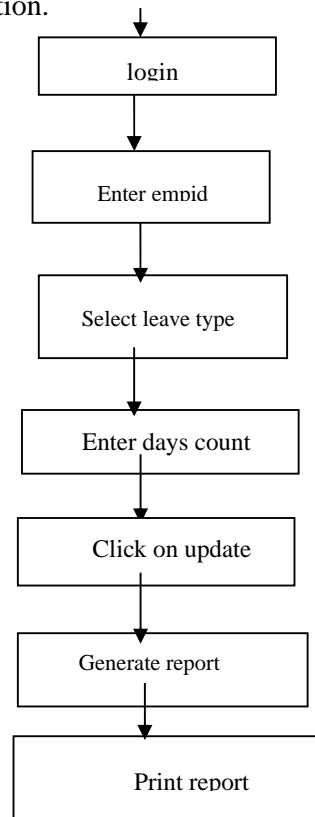 tion.
login
Enter empid
Select leave type
Enter days count
Click on update
Generate report
Print report